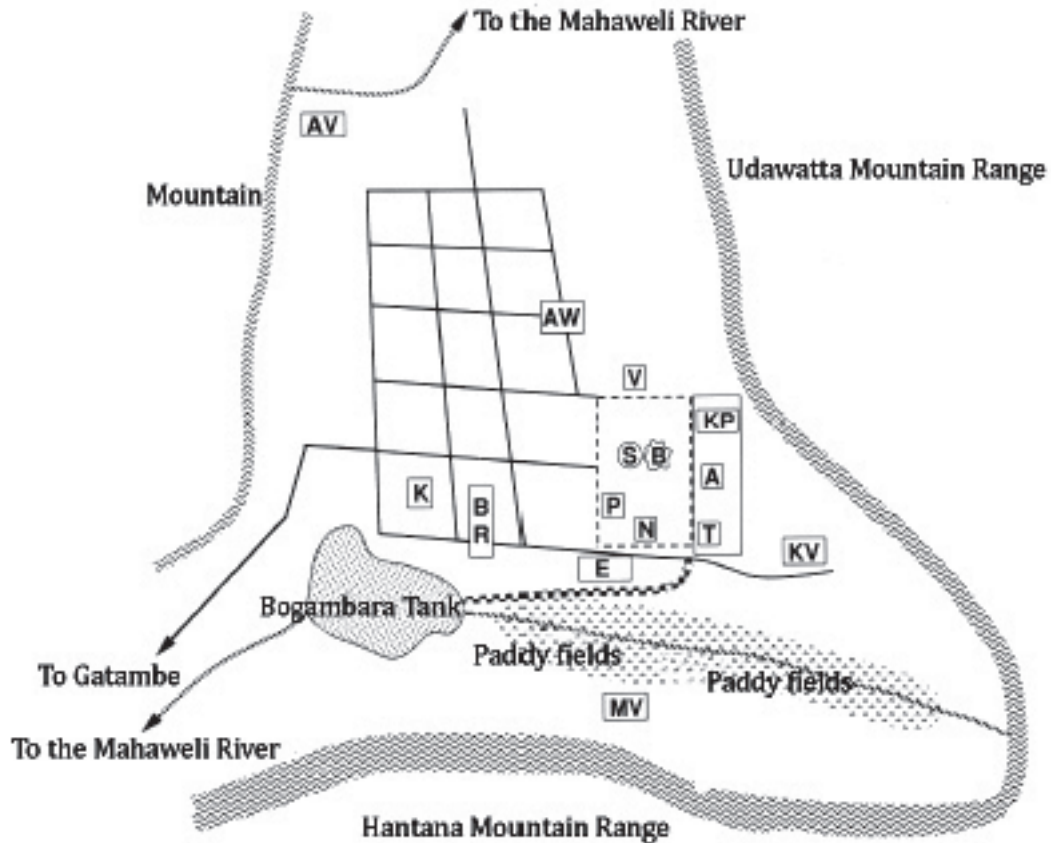 To the Mahaweli River
AV
Udawatta Mountain Range
Mountain
AW
V
KP
S B
A
K
B
R
P
N
T
KV
E
Bogambara Tank
Paddy fields
To Gatambe
Paddy fields
MV
To the Mahaweli River
Hantana Mountain Range